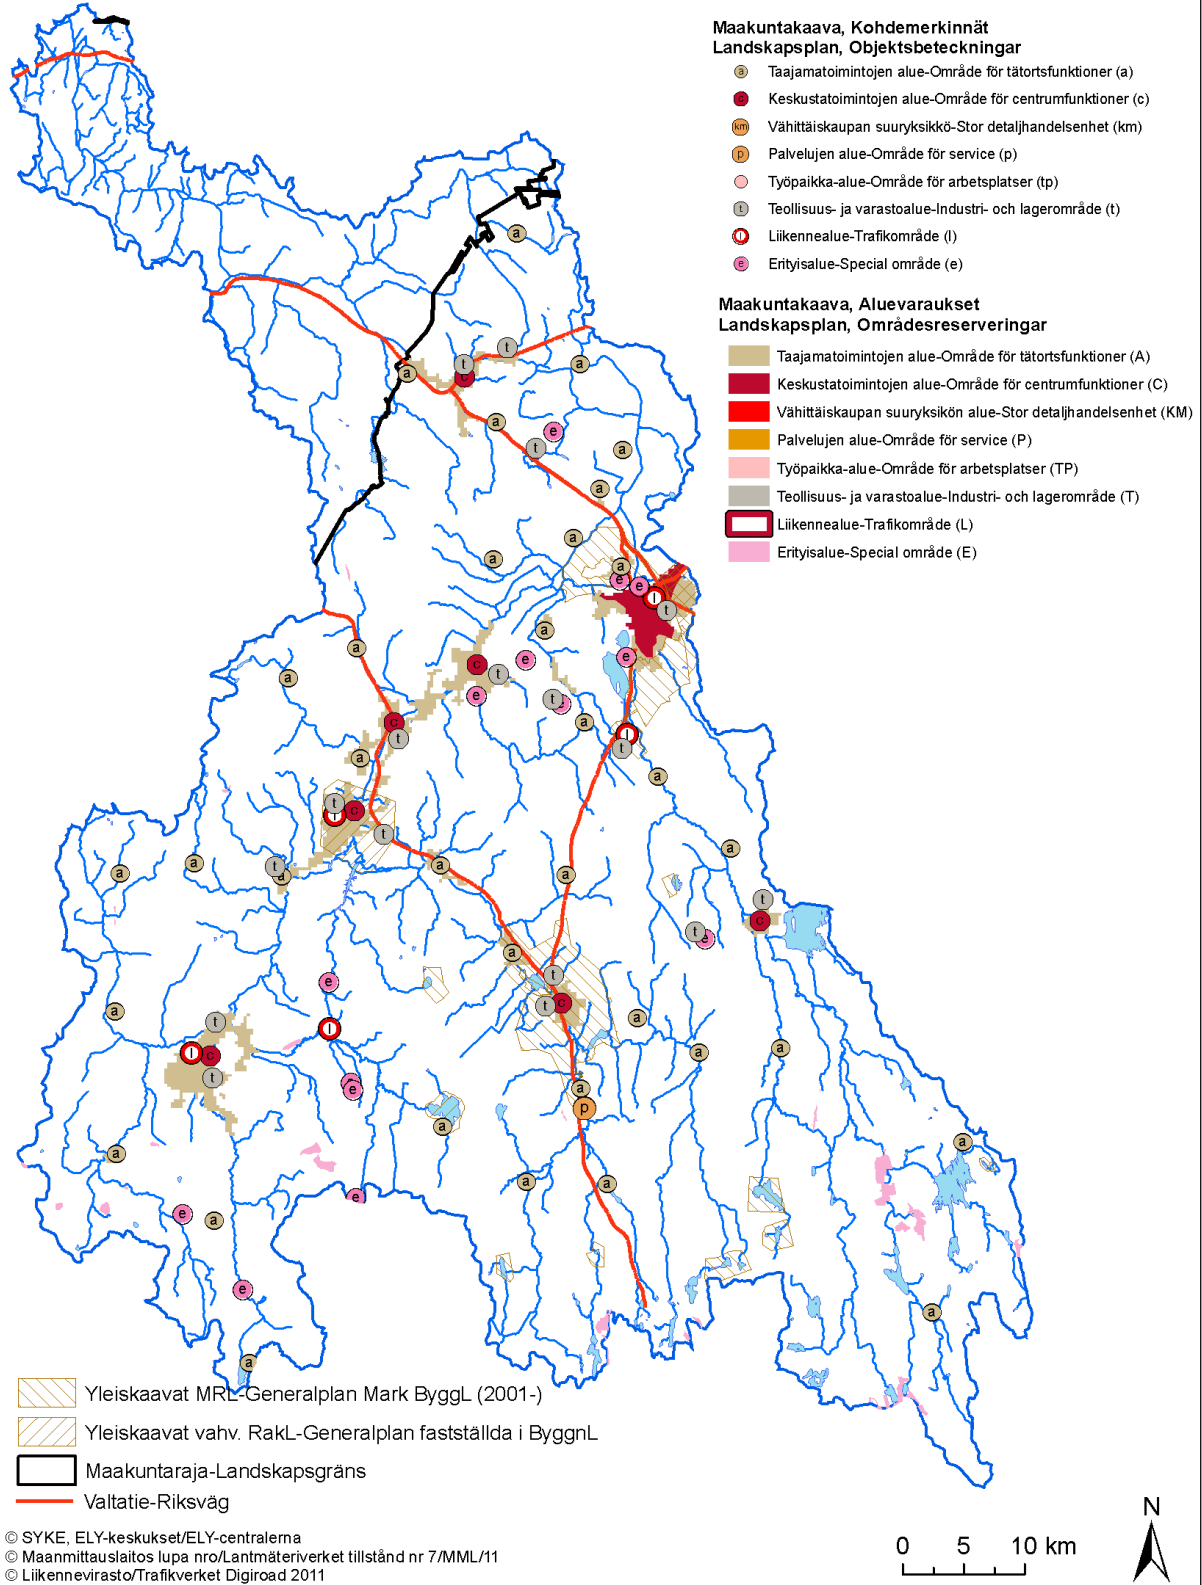 Maakuntakaava, Kohdemerkinnät
Landskapsplan, Objektsbeteckningar
a Taajamatoimintojen alue-Område för tätortsfunktioner (a)
c Keskustatoimintojen alue-Område för centrumfunktioner (c)
km Vähittäiskaupan suuryksikkö-Stor detaljhandelsenhet (km)
p Palvelujen alue-Område för service (p)
Työpaikka-alue-Område för arbetsplatser (tp)
t Teollisuus- ja varastoalue-Industri- och lagerområde (t)
l Liikennealue-Trafikområde (l)
e Erityisalue-Special område (e)
Maakuntakaava, Aluevaraukset
Landskapsplan, Områdesreserveringar
Taajamatoimintojen alue-Område för tätortsfunktioner (A)
Keskustatoimintojen alue-Område för centrumfunktioner (C)
Vähittäiskaupan suuryksikön alue-Stor detaljhandelsenhet (KM)
Palvelujen alue-Område för service (P)
Työpaikka-alue-Område för arbetsplatser (TP)
Teollisuus- ja varastoalue-Industri- och lagerområde (T)
Liikennealue-Trafikområde (L)
Erityisalue-Special område (E)
Yleiskaavat MRL-Generalplan Mark ByggL (2001-)
Yleiskaavat vahv. RakL-Generalplan fastställda i ByggnL
Maakuntaraja-Landskapsgräns
Valtatie-Riksväg
© SYKE, ELY-keskukset/ELY-centralerna
© Maanmittauslaitos lupa nro/Lantmäteriverket tillstånd nr 7/MML/11
© Liikennevirasto/Trafikverket Digiroad 2011
0 5 10 km
N